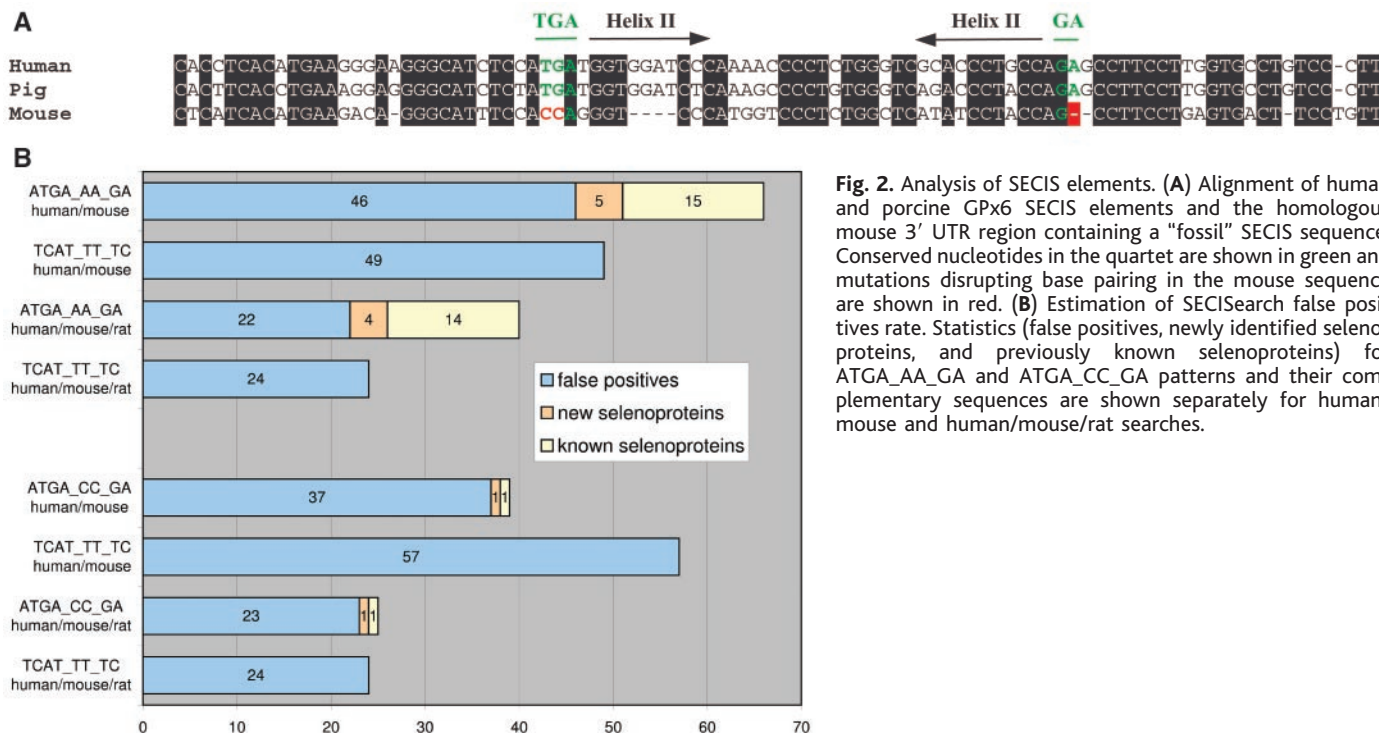 A
TGA Helix II Helix II GA
Human CACCTCACATGAAGGGAAGGGCATCTCCATGATGGTGGATCCCAAAACCCCTCTGGGTCGCACCCTGCCAGAGCCTTCCTTGGTGCCTGTCC-CTT
Pig CACTTCACCTGAAAGGAGGGGCATCTCTATGATGGTGGATCTCAAAGCCCCTGTGGGTCAGACCCTACCAGAGCCTTCCTTGGTGCCTGTCC-CTT
Mouse CTCATCACATGAAGACA-GGGCATTTCCACCAGGGT----CCCATGGTCCCTCTGGCTCATATCCTACCAG--CCTTCCTGAGTGACT-TCCTGTT
B
ATGA_AA_GA
human/mouse
46 5 15
TCAT_TT_TC
human/mouse
49
ATGA_AA_GA
human/mouse/rat
22 4 14
TCAT_TT_TC
human/mouse/rat
24
false positives
new selenoproteins
known selenoproteins
ATGA_CC_GA
human/mouse
37 1 1
TCAT_TT_TC
human/mouse
57
ATGA_CC_GA
human/mouse/rat
23 1 1
TCAT_TT_TC
human/mouse/rat
24
0 10 20 30 40 50 60 70
Fig. 2. Analysis of SECIS elements. (A) Alignment of huma
and porcine GPx6 SECIS elements and the homologou
mouse 3′ UTR region containing a "fossil" SECIS sequence
Conserved nucleotides in the quartet are shown in green an
mutations disrupting base pairing in the mouse sequenc
are shown in red. (B) Estimation of SECISearch false posi
tives rate. Statistics (false positives, newly identified seleno
proteins, and previously known selenoproteins) fo
ATGA_AA_GA and ATGA_CC_GA patterns and their com
plementary sequences are shown separately for human
mouse and human/mouse/rat searches.